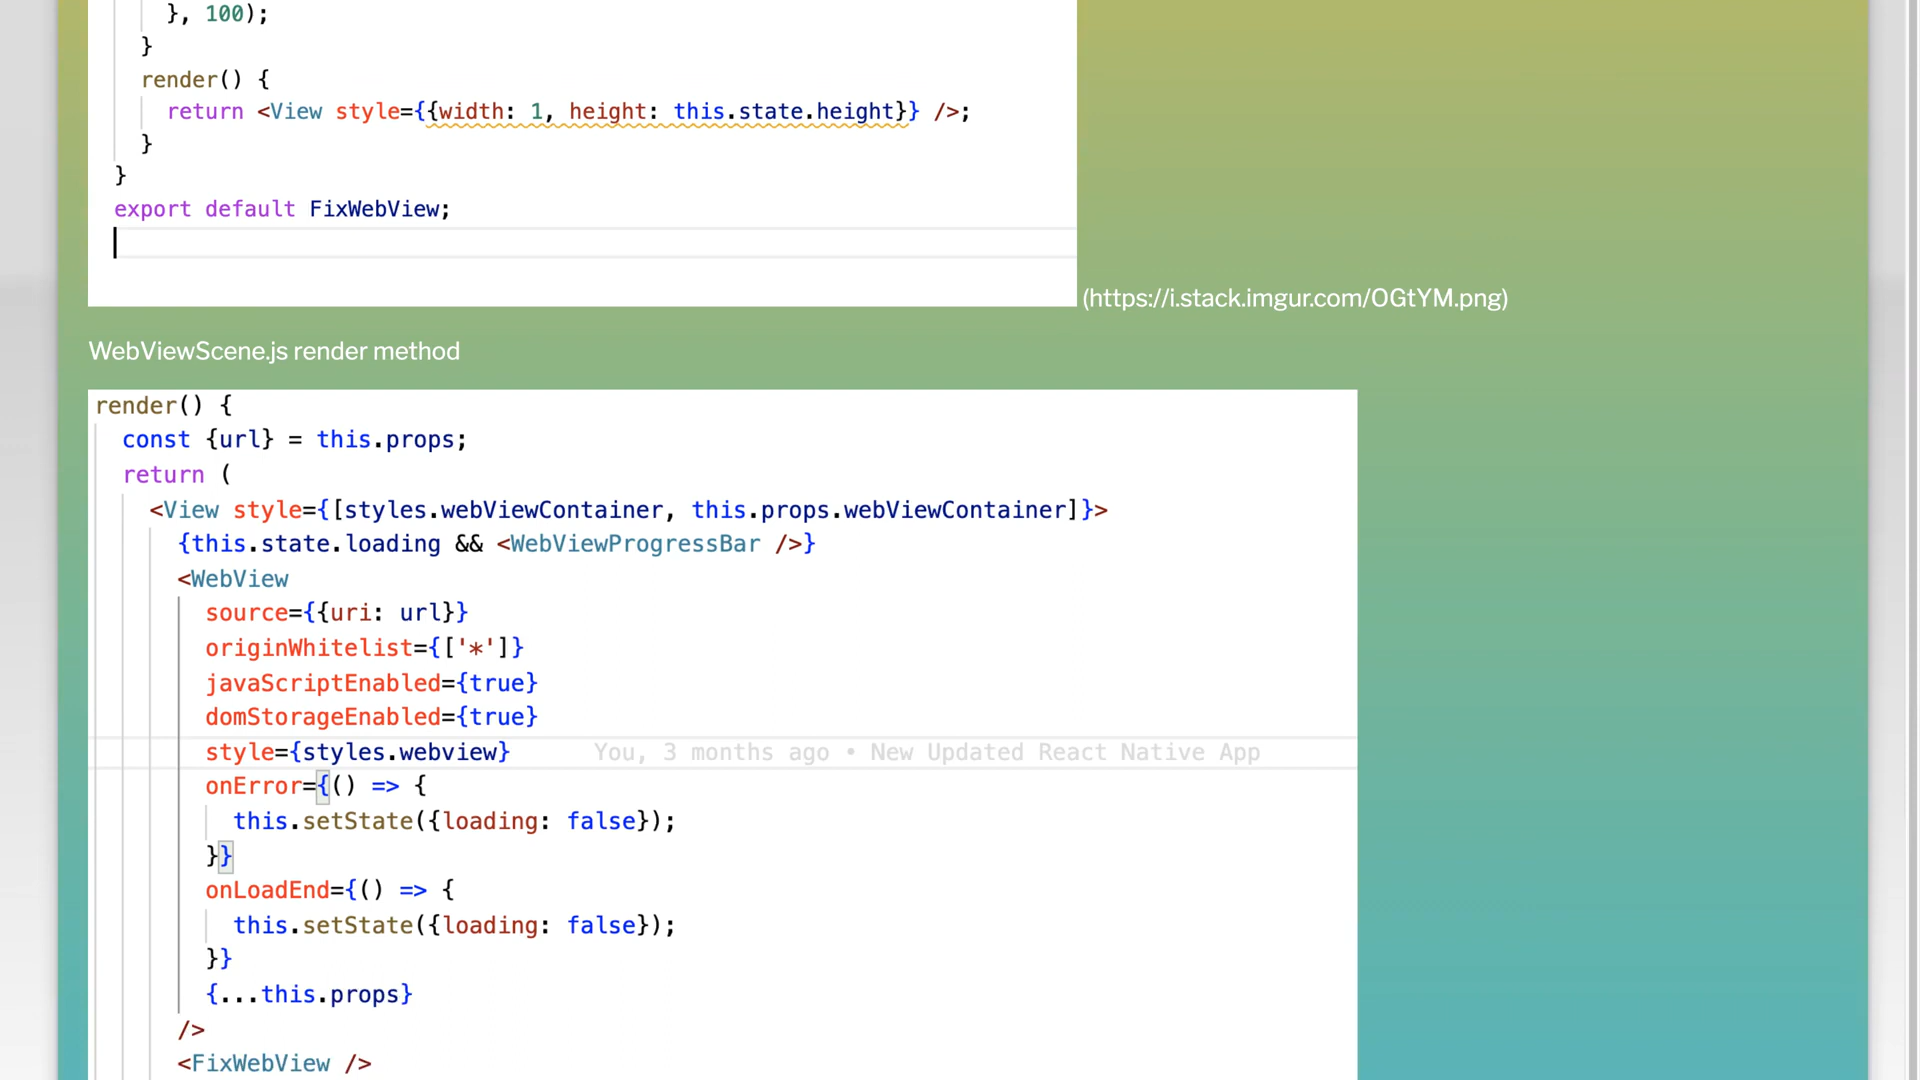 }, 100);
}
render() {
return <View style={{width: 1, height: this.state.height}} />;
}
}
export default FixWebView;
(https://i.stack.imgur.com/OGtYM.png)
WebViewScene.js render method
render() {
const {url} = this.props;
return (
<View style={[styles.webViewContainer, this.props.webViewContainer]}>
{this.state.loading && <WebViewProgressBar />}
<WebView
source={{uri: url}}
originWhitelist={['*']}
javaScriptEnabled={true}
domStorageEnabled={true}
style={styles.webview} You, 3 months ago • New Updated React Native App
onError={() => {
this.setState({loading: false});
}}
onLoadEnd={() => {
this.setState({loading: false});
}}
{...this.props}
/>
<FixWebView />